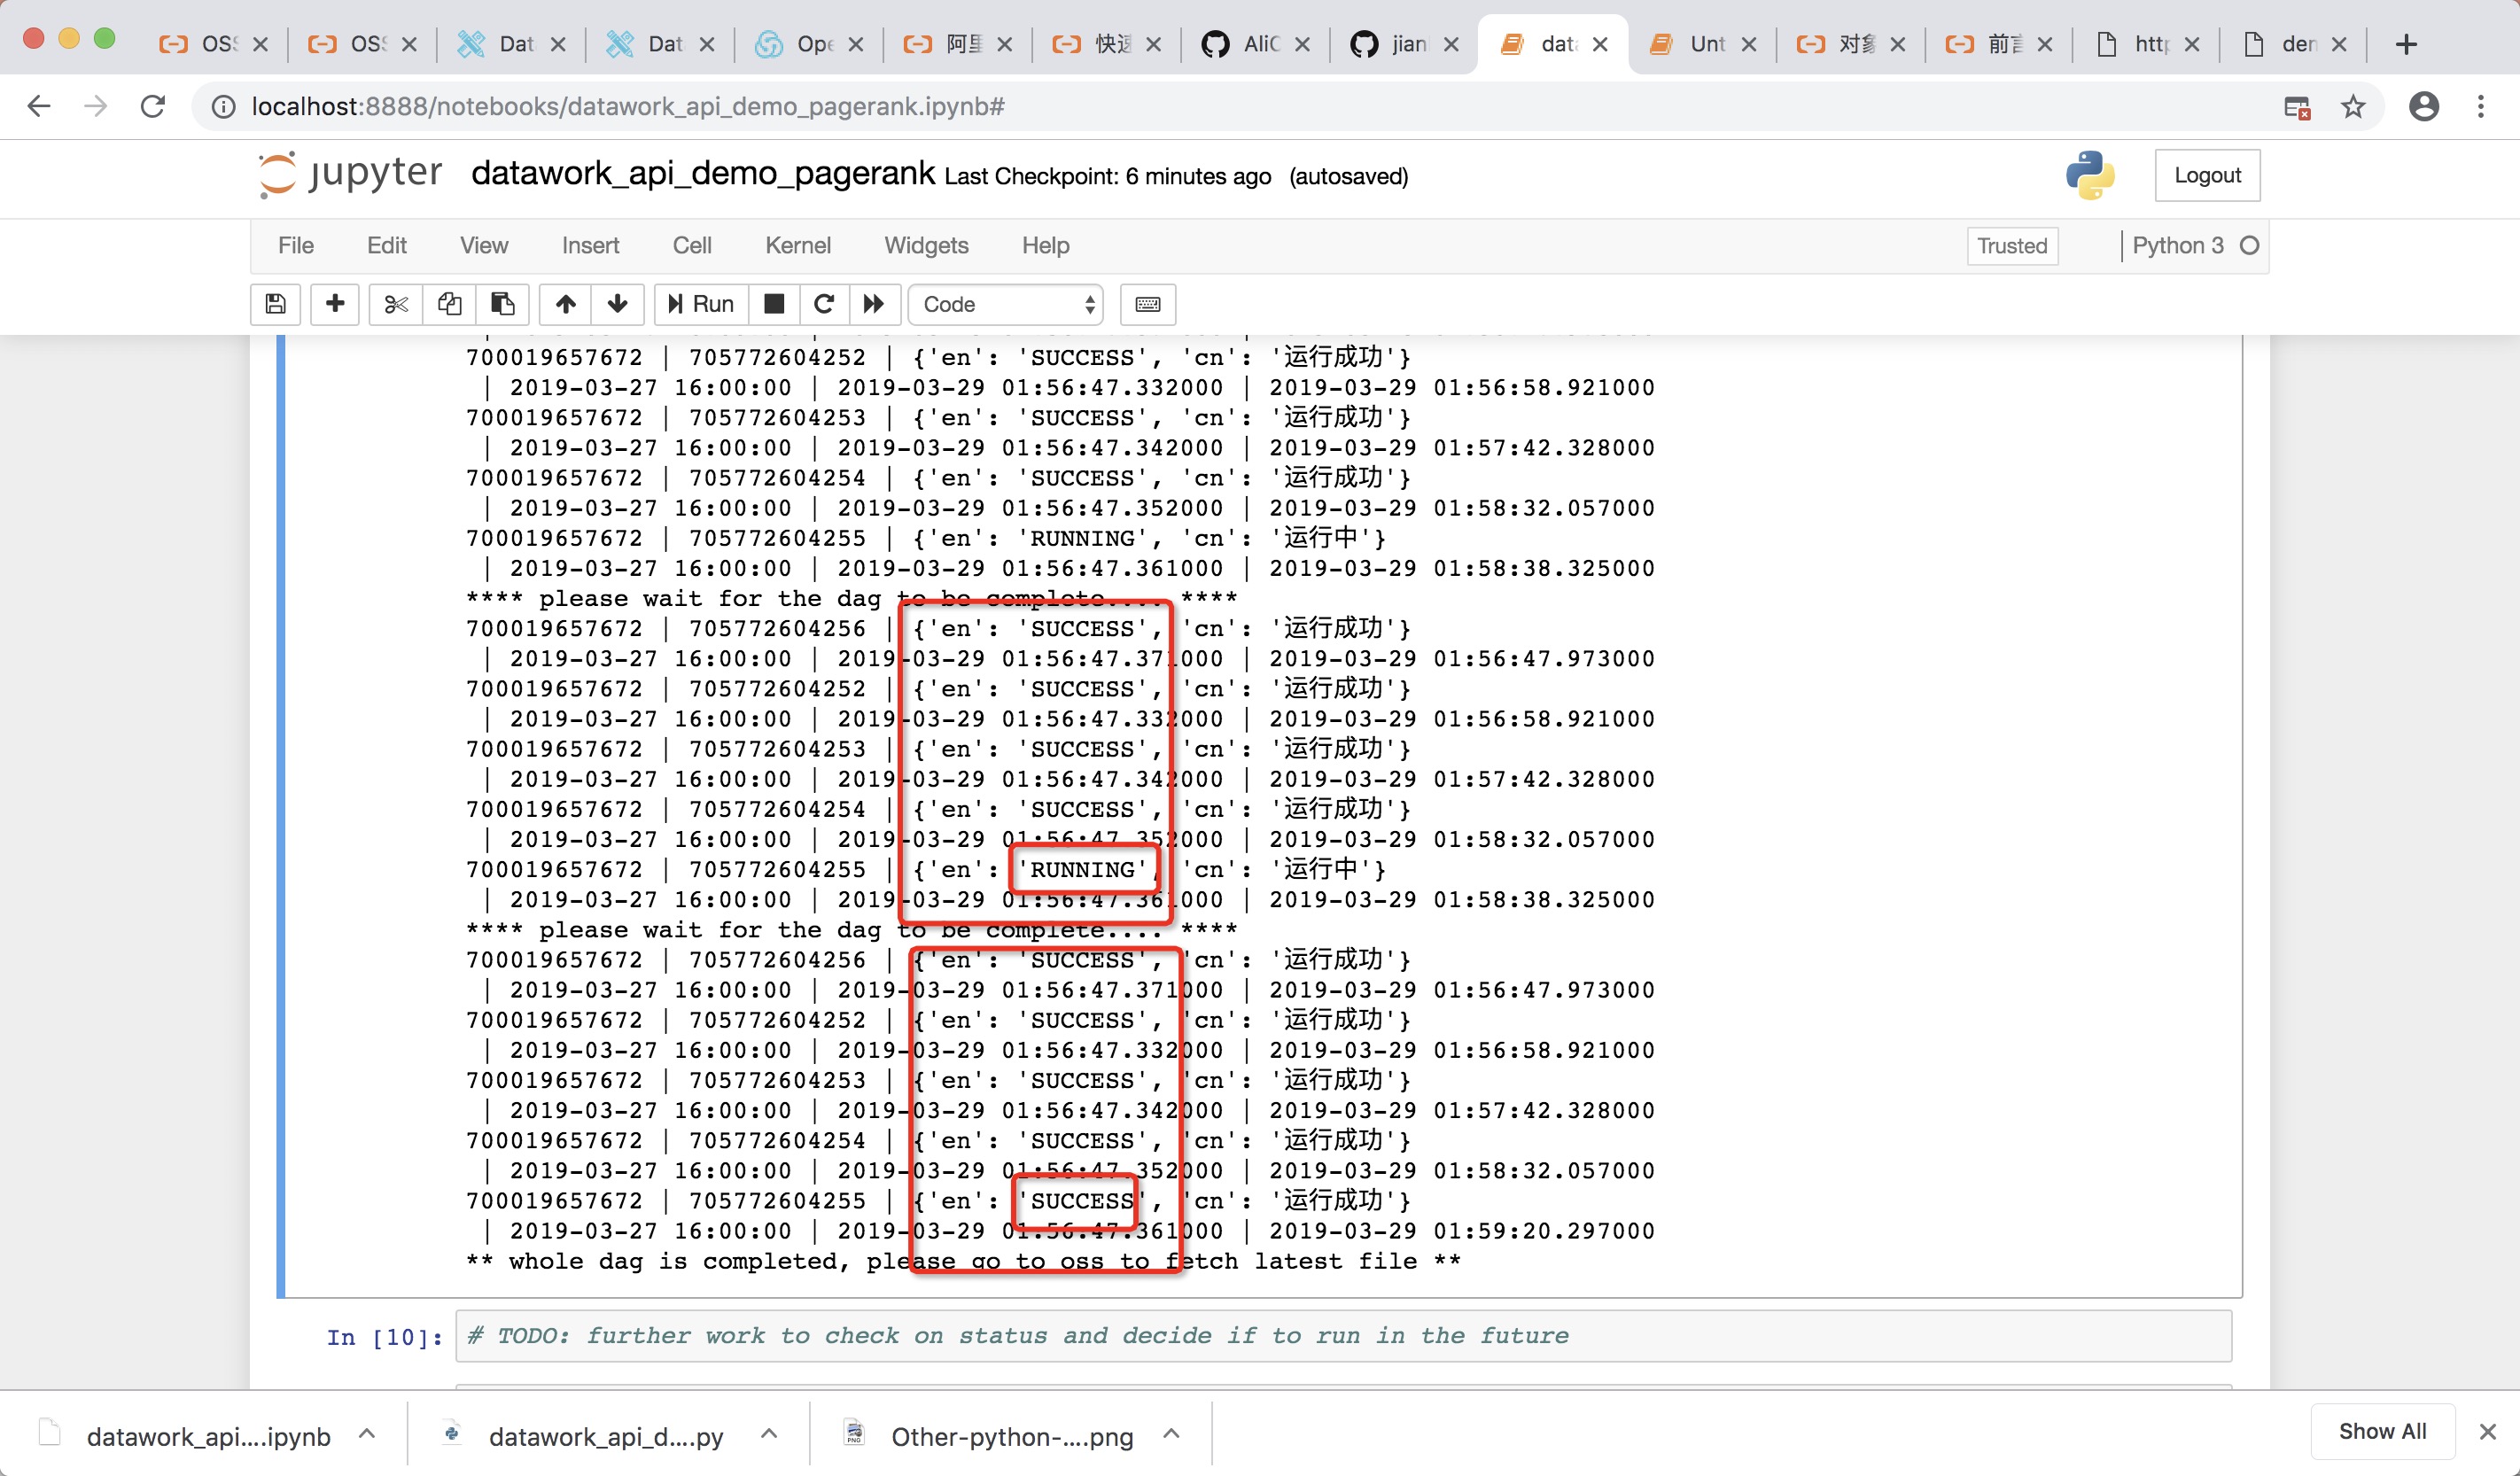 OSS OSS Dat Dat Ope 阿里 快速 AliC jian data Unt 对象 前言 http den
localhost:8888/notebooks/datawork_api_demo_pagerank.ipynb#
jupyter datawork_api_demo_pagerank Last Checkpoint: 6 minutes ago (autosaved) Logout
File Edit View Insert Cell Kernel Widgets Help Trusted | Python 3
Run Code
700019657672 | 705772604252 | {'en': 'SUCCESS', 'cn': '运行成功'}
| 2019-03-27 16:00:00 | 2019-03-29 01:56:47.332000 | 2019-03-29 01:56:58.921000
700019657672 | 705772604253 | {'en': 'SUCCESS', 'cn': '运行成功'}
| 2019-03-27 16:00:00 | 2019-03-29 01:56:47.342000 | 2019-03-29 01:57:42.328000
700019657672 | 705772604254 | {'en': 'SUCCESS', 'cn': '运行成功'}
| 2019-03-27 16:00:00 | 2019-03-29 01:56:47.352000 | 2019-03-29 01:58:32.057000
700019657672 | 705772604255 | {'en': 'RUNNING', 'cn': '运行中'}
| 2019-03-27 16:00:00 | 2019-03-29 01:56:47.361000 | 2019-03-29 01:58:38.325000
**** please wait for the dag to be complete.... ****
700019657672 | 705772604256 | {'en': 'SUCCESS', 'cn': '运行成功'}
| 2019-03-27 16:00:00 | 2019-03-29 01:56:47.371000 | 2019-03-29 01:56:47.973000
700019657672 | 705772604252 | {'en': 'SUCCESS', 'cn': '运行成功'}
| 2019-03-27 16:00:00 | 2019-03-29 01:56:47.332000 | 2019-03-29 01:56:58.921000
700019657672 | 705772604253 | {'en': 'SUCCESS', 'cn': '运行成功'}
| 2019-03-27 16:00:00 | 2019-03-29 01:56:47.342000 | 2019-03-29 01:57:42.328000
700019657672 | 705772604254 | {'en': 'SUCCESS', 'cn': '运行成功'}
| 2019-03-27 16:00:00 | 2019-03-29 01:56:47.352000 | 2019-03-29 01:58:32.057000
700019657672 | 705772604255 | {'en': 'RUNNING', 'cn': '运行中'}
| 2019-03-27 16:00:00 | 2019-03-29 01:56:47.361000 | 2019-03-29 01:58:38.325000
**** please wait for the dag to be complete.... ****
700019657672 | 705772604256 | {'en': 'SUCCESS', 'cn': '运行成功'}
| 2019-03-27 16:00:00 | 2019-03-29 01:56:47.371000 | 2019-03-29 01:56:47.973000
700019657672 | 705772604252 | {'en': 'SUCCESS', 'cn': '运行成功'}
| 2019-03-27 16:00:00 | 2019-03-29 01:56:47.332000 | 2019-03-29 01:56:58.921000
700019657672 | 705772604253 | {'en': 'SUCCESS', 'cn': '运行成功'}
| 2019-03-27 16:00:00 | 2019-03-29 01:56:47.342000 | 2019-03-29 01:57:42.328000
700019657672 | 705772604254 | {'en': 'SUCCESS', 'cn': '运行成功'}
| 2019-03-27 16:00:00 | 2019-03-29 01:56:47.352000 | 2019-03-29 01:58:32.057000
700019657672 | 705772604255 | {'en': 'SUCCESS', 'cn': '运行成功'}
| 2019-03-27 16:00:00 | 2019-03-29 01:56:47.361000 | 2019-03-29 01:59:20.297000
** whole dag is completed, please go to oss to fetch latest file **
In [10]: # TODO: further work to check on status and decide if to run in the future
datawork_api....ipynb datawork_api_d....py Other-python-....png Show All